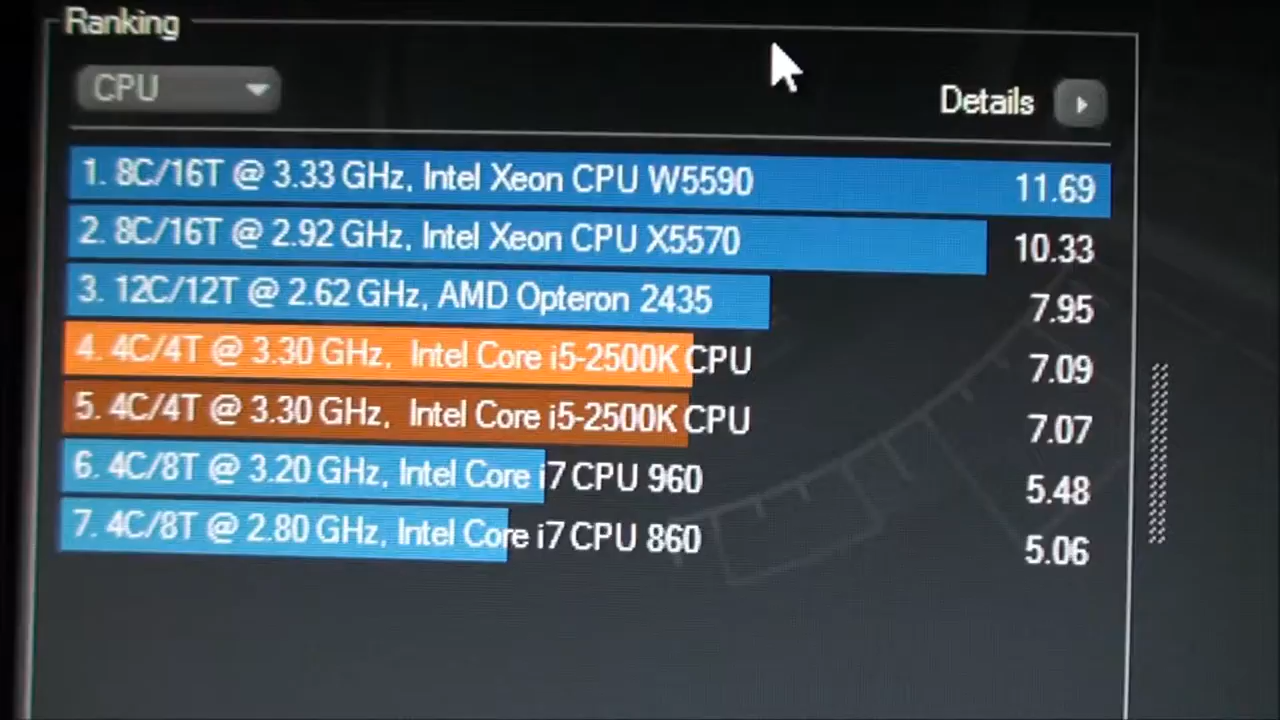 Ranking
CPU
Details
1. 8C/16T @ 3.33 GHz, Intel Xeon CPU W5590 11.69
2. 8C/16T @ 2.92 GHz, Intel Xeon CPU X5570 10.33
3. 12C/12T @ 2.62 GHz, AMD Opteron 2435 7.95
4. 4C/4T @ 3.30 GHz, Intel Core i5-2500K CPU 7.09
5. 4C/4T @ 3.30 GHz, Intel Core i5-2500K CPU 7.07
6. 4C/8T @ 3.20 GHz, Intel Core i7 CPU 960 5.48
7. 4C/8T @ 2.80 GHz, Intel Core i7 CPU 860 5.06